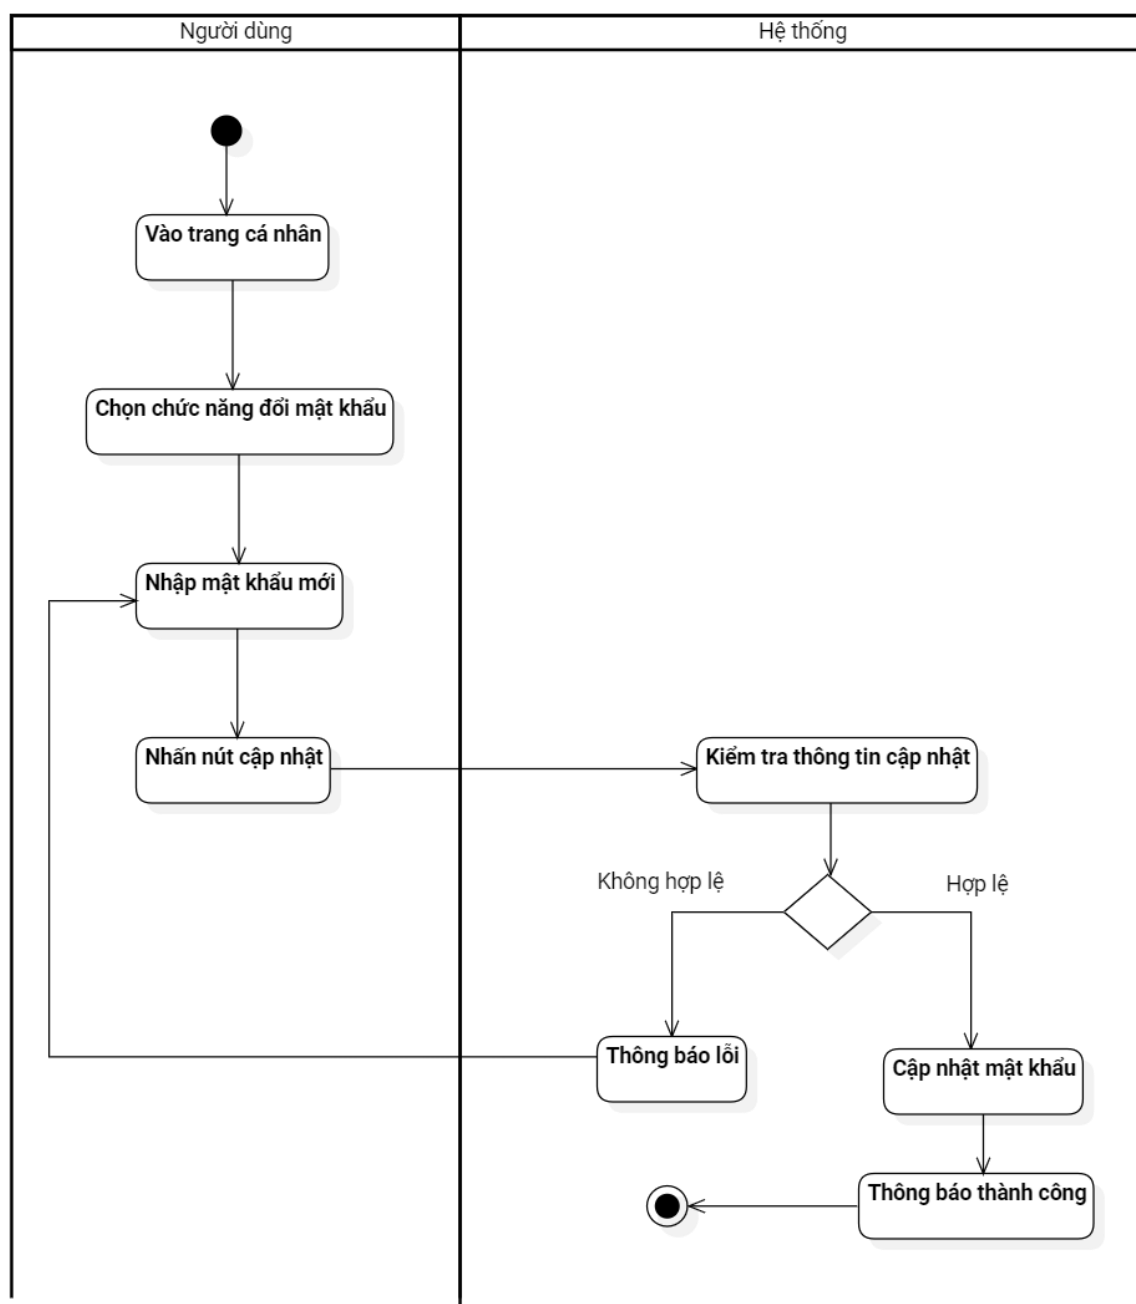 Người dùng
Hệ thống
Vào trang cá nhân
Chọn chức năng đổi mật khẩu
Nhập mật khẩu mới
Nhấn nút cập nhật
Kiểm tra thông tin cập nhật
Không hợp lệ
Hợp lệ
Thông báo lỗi
Cập nhật mật khẩu
Thông báo thành công